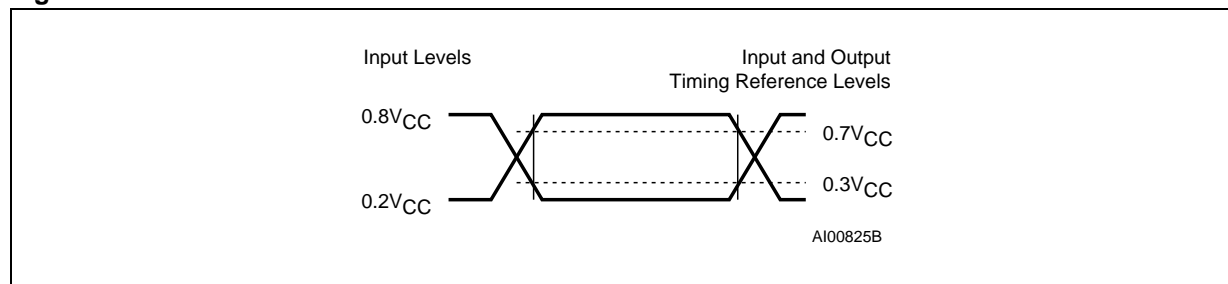 Input Levels
Input and Output
Timing Reference Levels
0.8VCC
0.7VCC
0.3VCC
0.2VCC
AI00825B